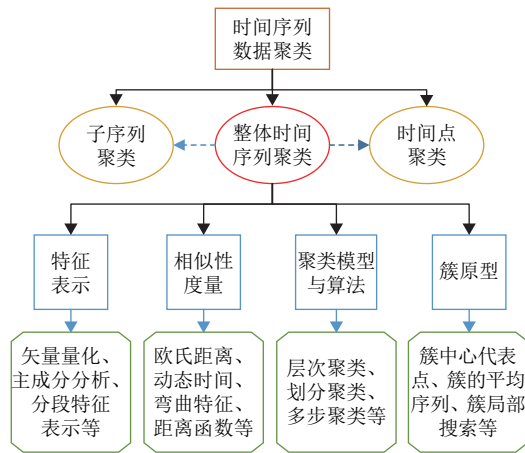 时间序列
数据聚类
子序列
聚类
整体时间
序列聚类
时间点
聚类
特征
表示
相似性
度量
聚类模型
与算法
簇原型
矢量量化、
主成分分析、
分段特征
表示等
欧氏距离、
动态时间、
弯曲特征、
距离函数等
层次聚类、
划分聚类、
多步聚类等
簇中心代表
点、簇的平均
序列、簇局部
搜索等